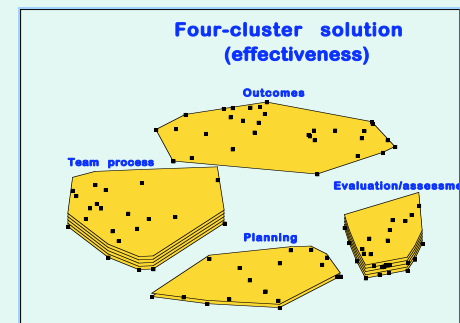 Four-cluster solution
(effectiveness)
Outcomes
Team process
Evaluation/assessme
Planning